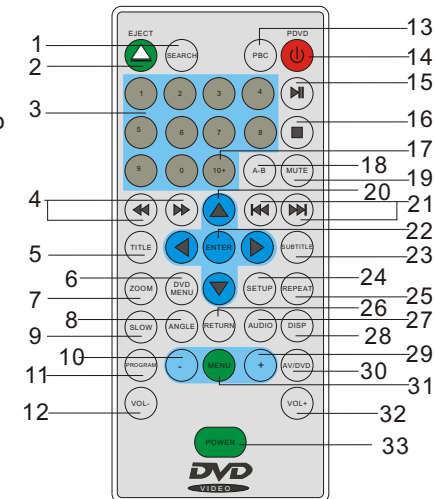 EJECT PDVD
1 SEARCH PBC 13
2 14
3 1 2 3 4 15
5 6 7 8 16
9 0 10+ A-B MUTE 17
18
19
4 20
21
5 TITLE ENTER SUBTITLE 22
23
6 ZOOM DVD MENU SETUP REPEAT 24
7 25
8 SLOW ANGLE RETURN AUDIO DISP 26
9 27
28
10 PROGRAM - MENU + AV/DVD 29
11 30
31
12 VOL- VOL+ 32
POWER 33
DVD
VIDEO